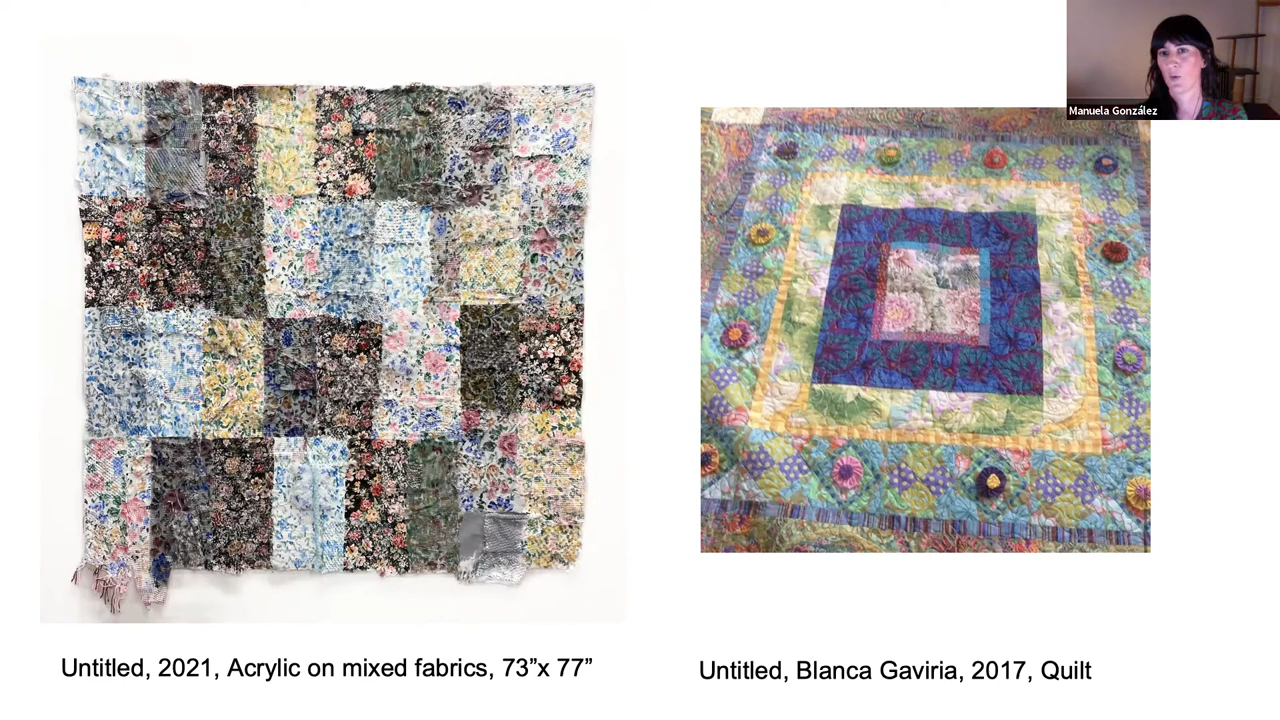 Manuela González
Untitled, 2021, Acrylic on mixed fabrics, 73”x 77”
Untitled, Blanca Gaviria, 2017, Quilt